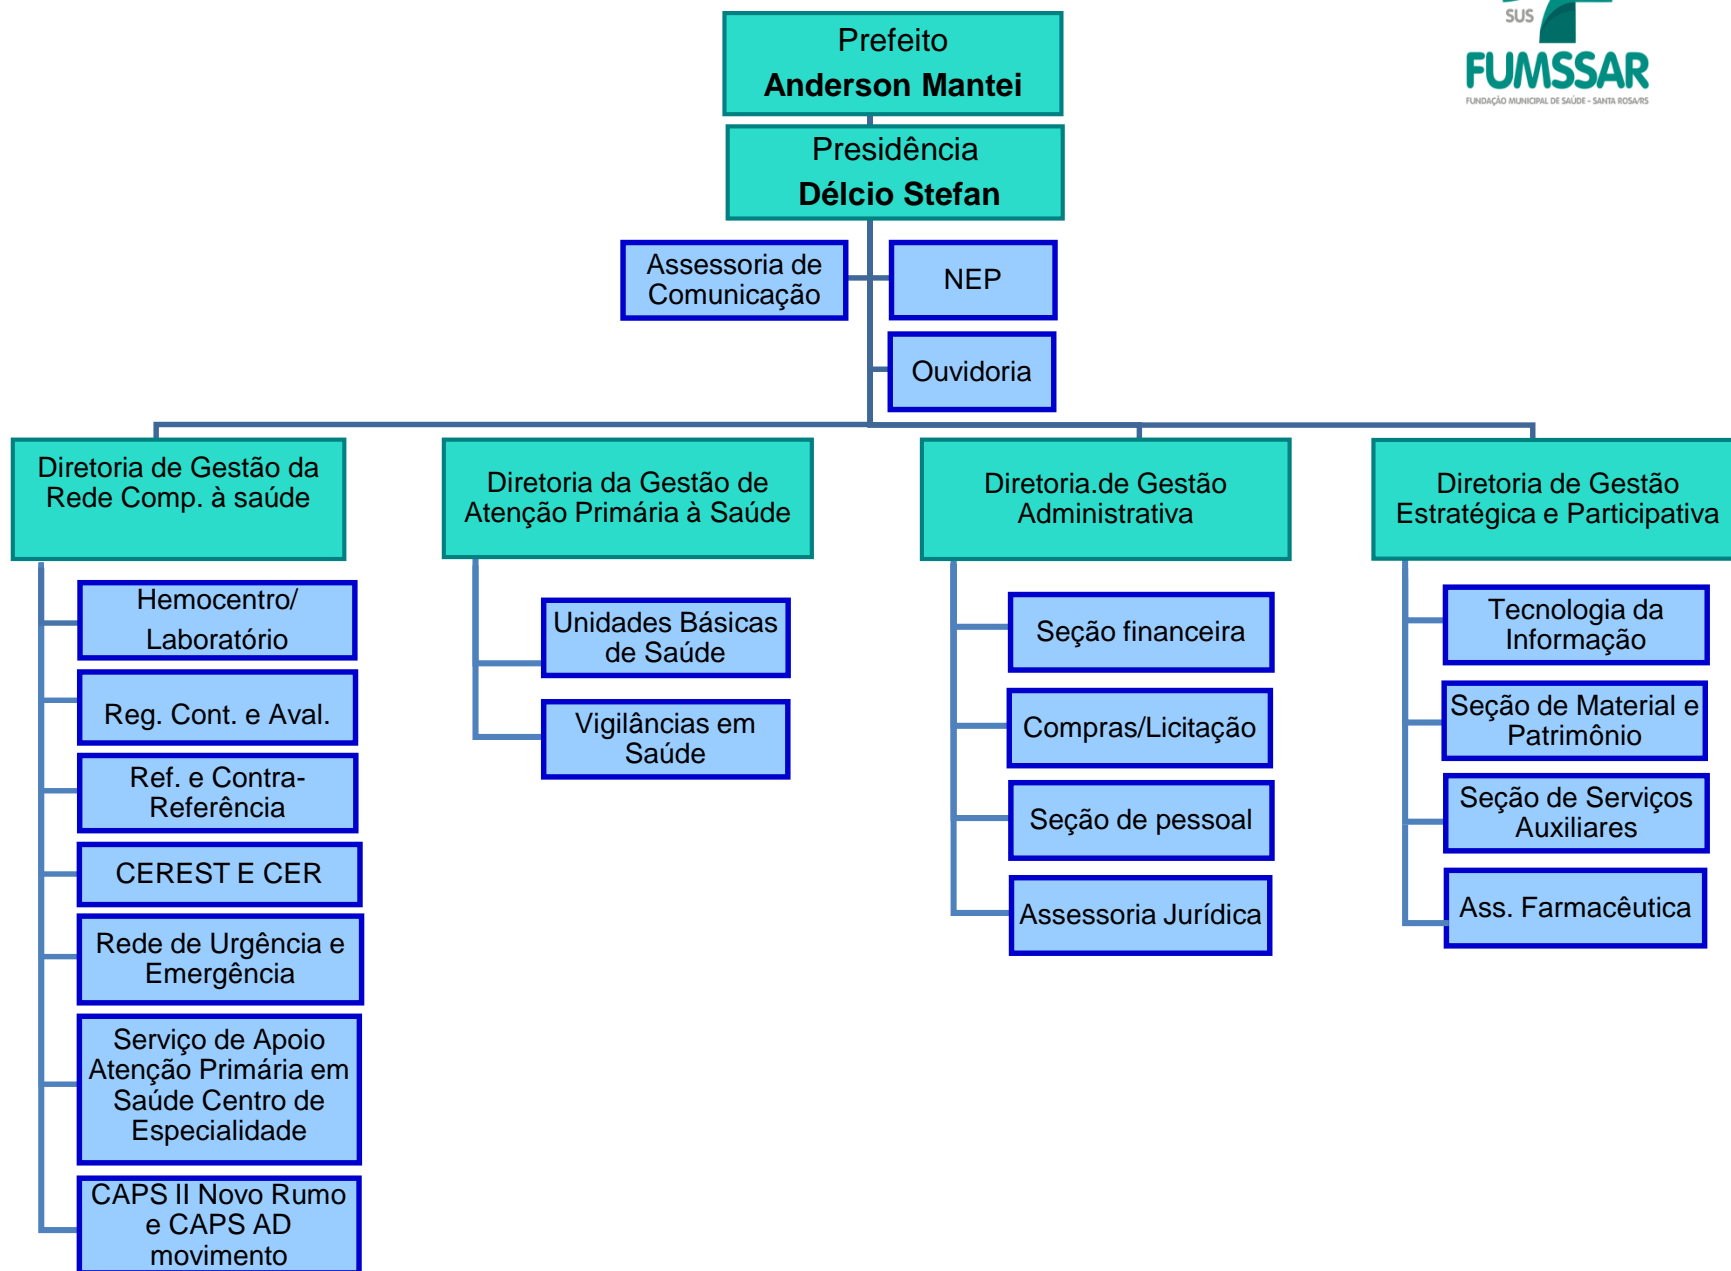 SUS
FUMSSAR
FUNDAÇÃO MUNICIPAL DE SAÚDE - SANTA ROSA/RS
Prefeito
Anderson Mantei
Presidência
Délcio Stefan
Assessoria de
Comunicação
NEP
Ouvidoria
Diretoria de Gestão da
Rede Comp. à saúde
Hemocentro/
Laboratório
Reg. Cont. e Aval.
Ref. e Contra-
Referência
CEREST E CER
Rede de Urgência e
Emergência
Serviço de Apoio
Atenção Primária em
Saúde Centro de
Especialidade
CAPS II Novo Rumo
e CAPS AD
movimento
Diretoria da Gestão de
Atenção Primária à Saúde
Unidades Básicas
de Saúde
Vigilâncias em
Saúde
Diretoria.de Gestão
Administrativa
Seção financeira
Compras/Licitação
Seção de pessoal
Assessoria Jurídica
Diretoria de Gestão
Estratégica e Participativa
Tecnologia da
Informação
Seção de Material e
Patrimônio
Seção de Serviços
Auxiliares
Ass. Farmacêutica